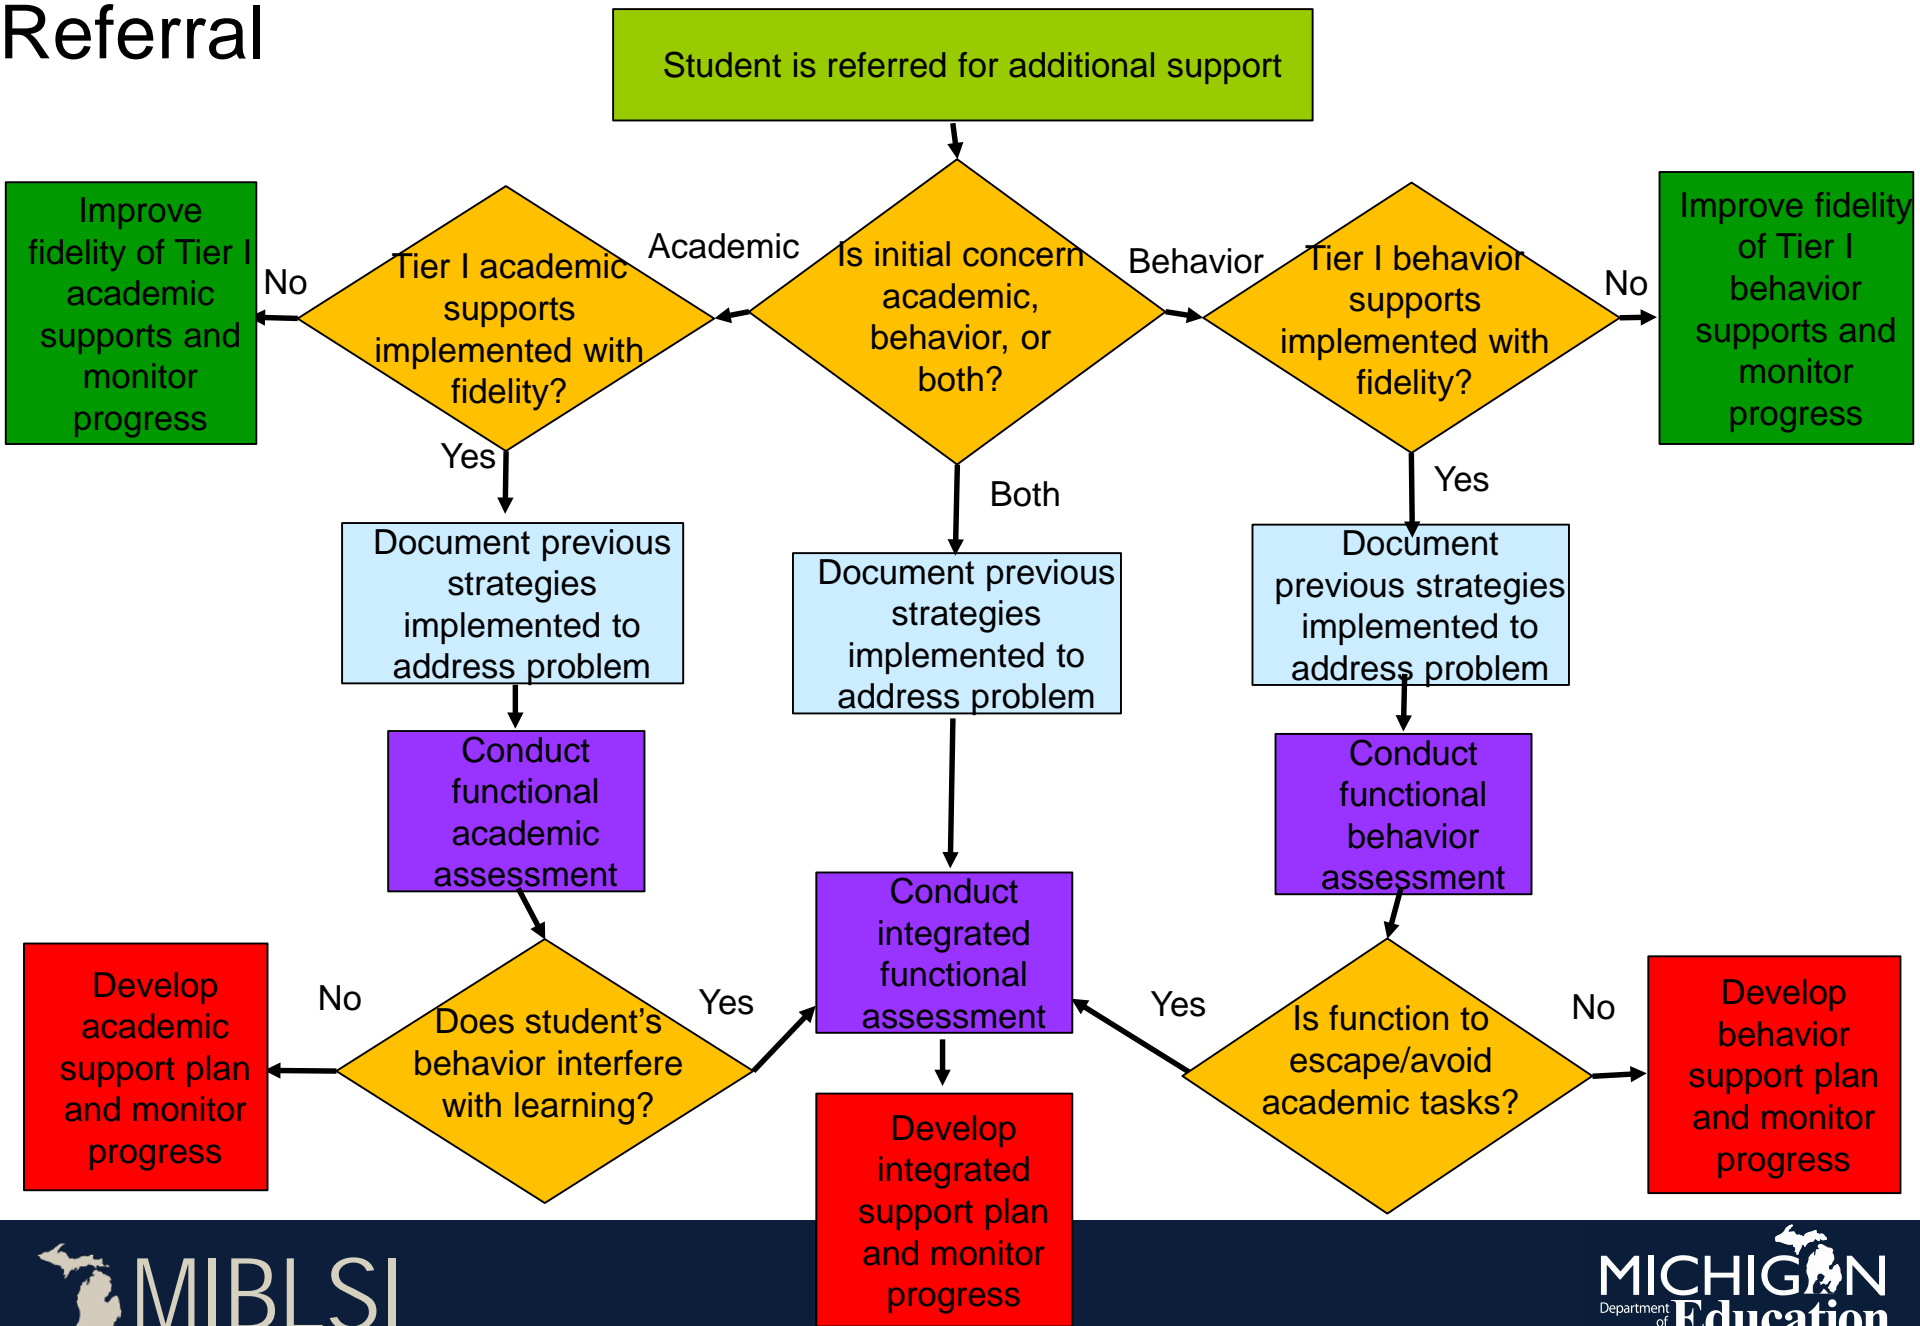 Referral
Student is referred for additional support
Improve
fidelity of Tier I
academic
supports and
monitor
progress
No
Tier I academic
supports
implemented with
fidelity?
Academic
Is initial concern
academic,
behavior, or
both?
Behavior
Tier I behavior
supports
implemented with
fidelity?
No
Improve fidelity
of Tier I
behavior
supports and
monitor
progress
Yes
Both
Yes
Document previous
strategies
implemented to
address problem
Document previous
strategies
implemented to
address problem
Document
previous strategies
implemented to
address problem
Conduct
functional
academic
assessment
Conduct
integrated
functional
assessment
Conduct
functional
behavior
assessment
Develop
academic
support plan
and monitor
progress
No
Does student’s
behavior interfere
with learning?
Yes
Yes
Is function to
escape/avoid
academic tasks?
No
Develop
behavior
support plan
and monitor
progress
Develop
integrated
support plan
and monitor
progress
MIBLSI
MICHIGAN
Department
of Education